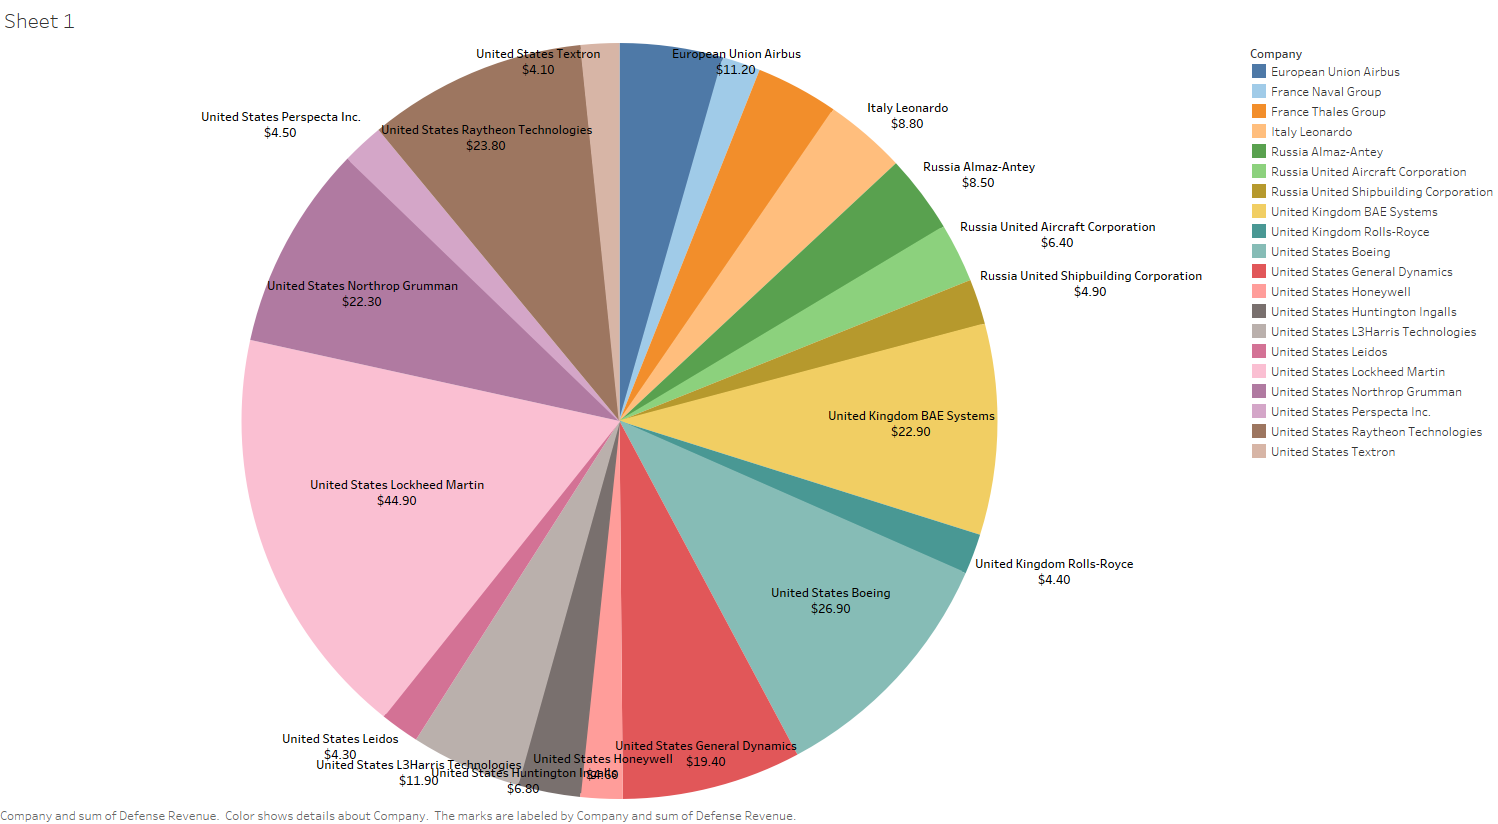 Sheet 1
United States Textron
$4.10
European Union Airbus
$11.20
Italy Leonardo
$8.80
United States Perspecta Inc.
$4.50
United States Raytheon Technologies
$23.80
Russia Almaz-Antey
$8.50
Russia United Aircraft Corporation
$6.40
Russia United Shipbuilding Corporation
$4.90
United States Northrop Grumman
$22.30
United Kingdom BAE Systems
$22.90
United States Lockheed Martin
$44.90
United Kingdom Rolls-Royce
$4.40
United States Boeing
$26.90
United States Leidos
$4.30
United States L3Harris Technologies
$11.90
United States Huntington Ingalls
$6.80
United States Honeywell
United States General Dynamics
$19.40
Company
European Union Airbus
France Naval Group
France Thales Group
Italy Leonardo
Russia Almaz-Antey
Russia United Aircraft Corporation
Russia United Shipbuilding Corporation
United Kingdom BAE Systems
United Kingdom Rolls-Royce
United States Boeing
United States General Dynamics
United States Honeywell
United States Huntington Ingalls
United States L3Harris Technologies
United States Leidos
United States Lockheed Martin
United States Northrop Grumman
United States Perspecta Inc.
United States Raytheon Technologies
United States Textron
Company and sum of Defense Revenue.  Color shows details about Company.  The marks are labeled by Company and sum of Defense Revenue.